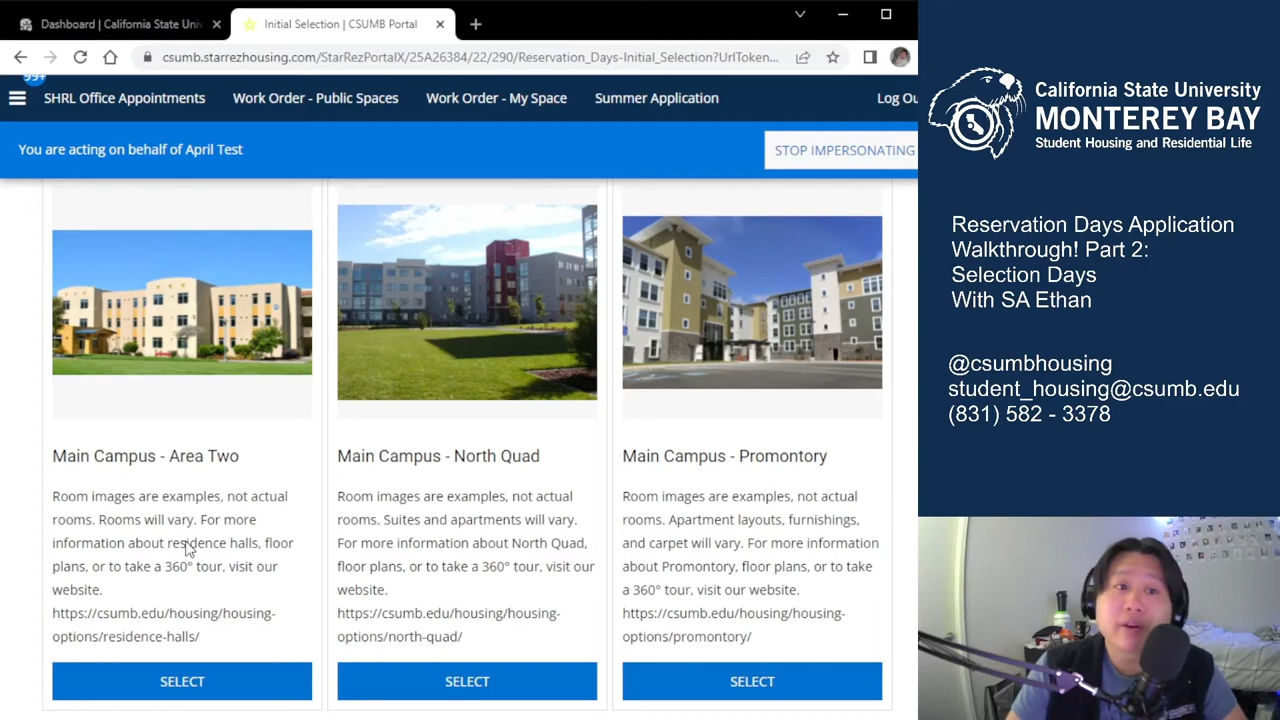 Dashboard | California State Univ
Initial Selection | CSUMB Portal
csumb.starrezhousing.com/StarRezPortalX/25A26384/22/290/Reservation_Days-Initial_Selection?UrlToken...
99+
SHRL Office Appointments
Work Order - Public Spaces
Work Order - My Space
Summer Application
Log Ou
You are acting on behalf of April Test
STOP IMPERSONATING
Main Campus - Area Two
Room images are examples, not actual
rooms. Rooms will vary. For more
information about residence halls, floor
plans, or to take a 360° tour, visit our
website.
https://csumb.edu/housing/housing-
options/residence-halls/
SELECT
Main Campus - North Quad
Room images are examples, not actual
rooms. Suites and apartments will vary.
For more information about North Quad,
floor plans, or to take a 360° tour, visit our
website.
https://csumb.edu/housing/housing-
options/north-quad/
SELECT
Main Campus - Promontory
Room images are examples, not actual
rooms. Apartment layouts, furnishings,
and carpet will vary. For more information
about Promontory, floor plans, or to take
a 360° tour, visit our website.
https://csumb.edu/housing/housing-
options/promontory/
SELECT
California State University
MONTEREY BAY
Student Housing and Residential Life
Reservation Days Application
Walkthrough! Part 2:
Selection Days
With SA Ethan
@csumbhousing
student_housing@csumb.edu
(831) 582 - 3378